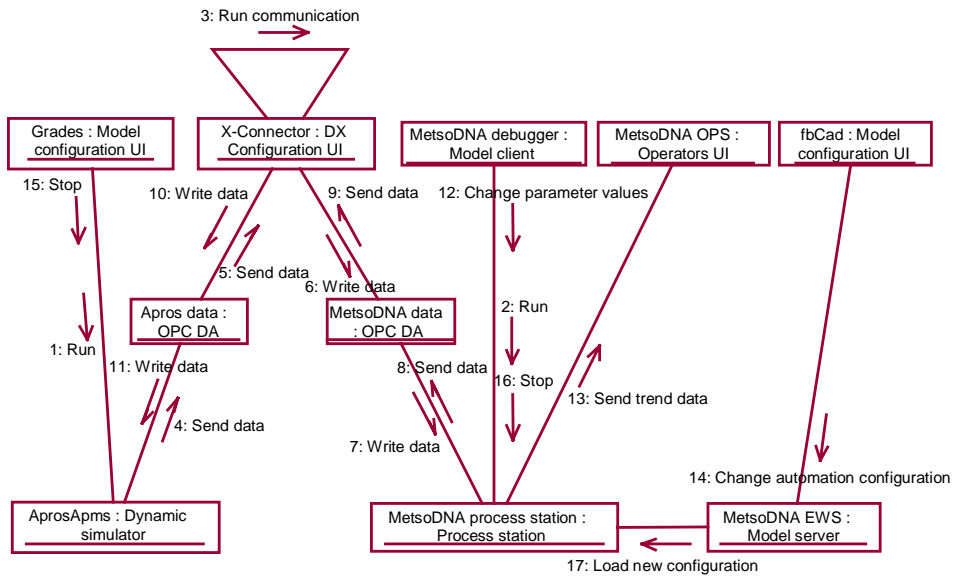 3: Run communication
Grades : Model
configuration UI
X-Connector : DX
Configuration UI
MetsoDNA debugger :
Model client
MetsoDNA OPS :
Operators UI
fbCad : Model
configuration UI
15: Stop
10: Write data
9: Send data
12: Change parameter values
5: Send data
6: Write data
Apros data :
OPC DA
MetsoDNA data
: OPC DA
2: Run
1: Run
11: Write data
8: Send data
16: Stop
13: Send trend data
4: Send data
7: Write data
14: Change automation configuration
AprosApms : Dynamic
simulator
MetsoDNA process station :
Process station
MetsoDNA EWS :
Model server
17: Load new configuration